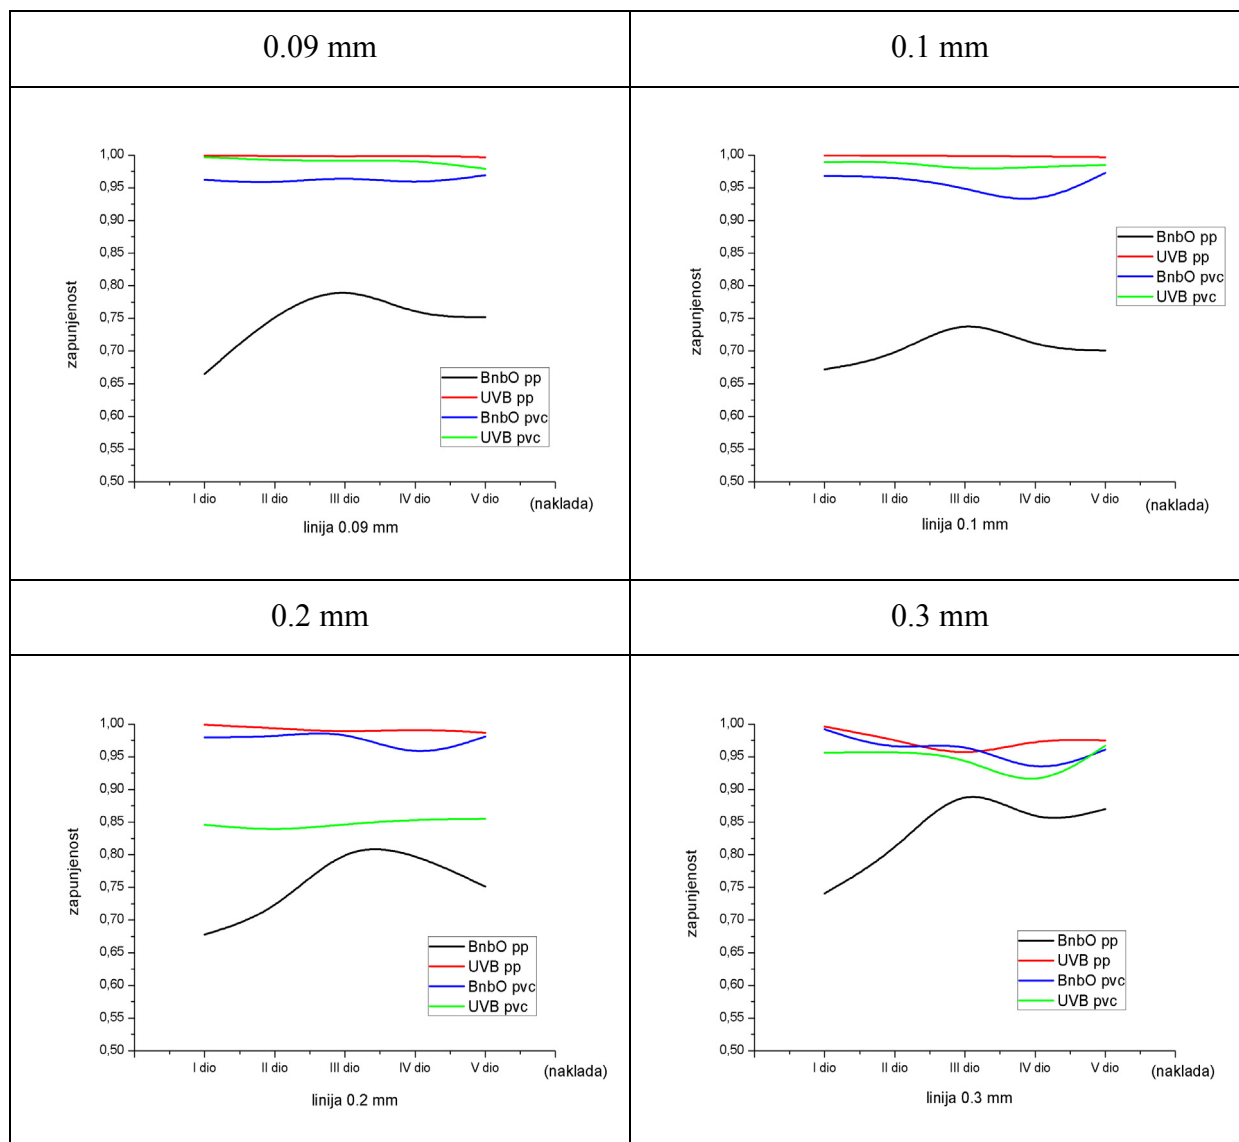 0.09 mm
0.1 mm
1,00
0,95
0,90
0,85
0,80
0,75
0,70
0,65
0,60
0,55
0,50
zapunjenost
BnbO pp
UVB pp
BnbO pvc
UVB pvc
I dio II dio III dio IV dio V dio
(naklada)
linija 0.09 mm
1,00
0,95
0,90
0,85
0,80
0,75
0,70
0,65
0,60
0,55
0,50
zapunjenost
BnbO pp
UVB pp
BnbO pvc
UVB pvc
I dio II dio III dio IV dio V dio
(naklada)
linija 0.1 mm
0.2 mm
0.3 mm
1,00
0,95
0,90
0,85
0,80
0,75
0,70
0,65
0,60
0,55
0,50
zapunjenost
BnbO pp
UVB pp
BnbO pvc
UVB pvc
I dio II dio III dio IV dio V dio
(naklada)
linija 0.2 mm
1,00
0,95
0,90
0,85
0,80
0,75
0,70
0,65
0,60
0,55
0,50
zapunjenost
BnbO pp
UVB pp
BnbO pvc
UVB pvc
I dio II dio III dio IV dio V dio
(naklada)
linija 0.3 mm